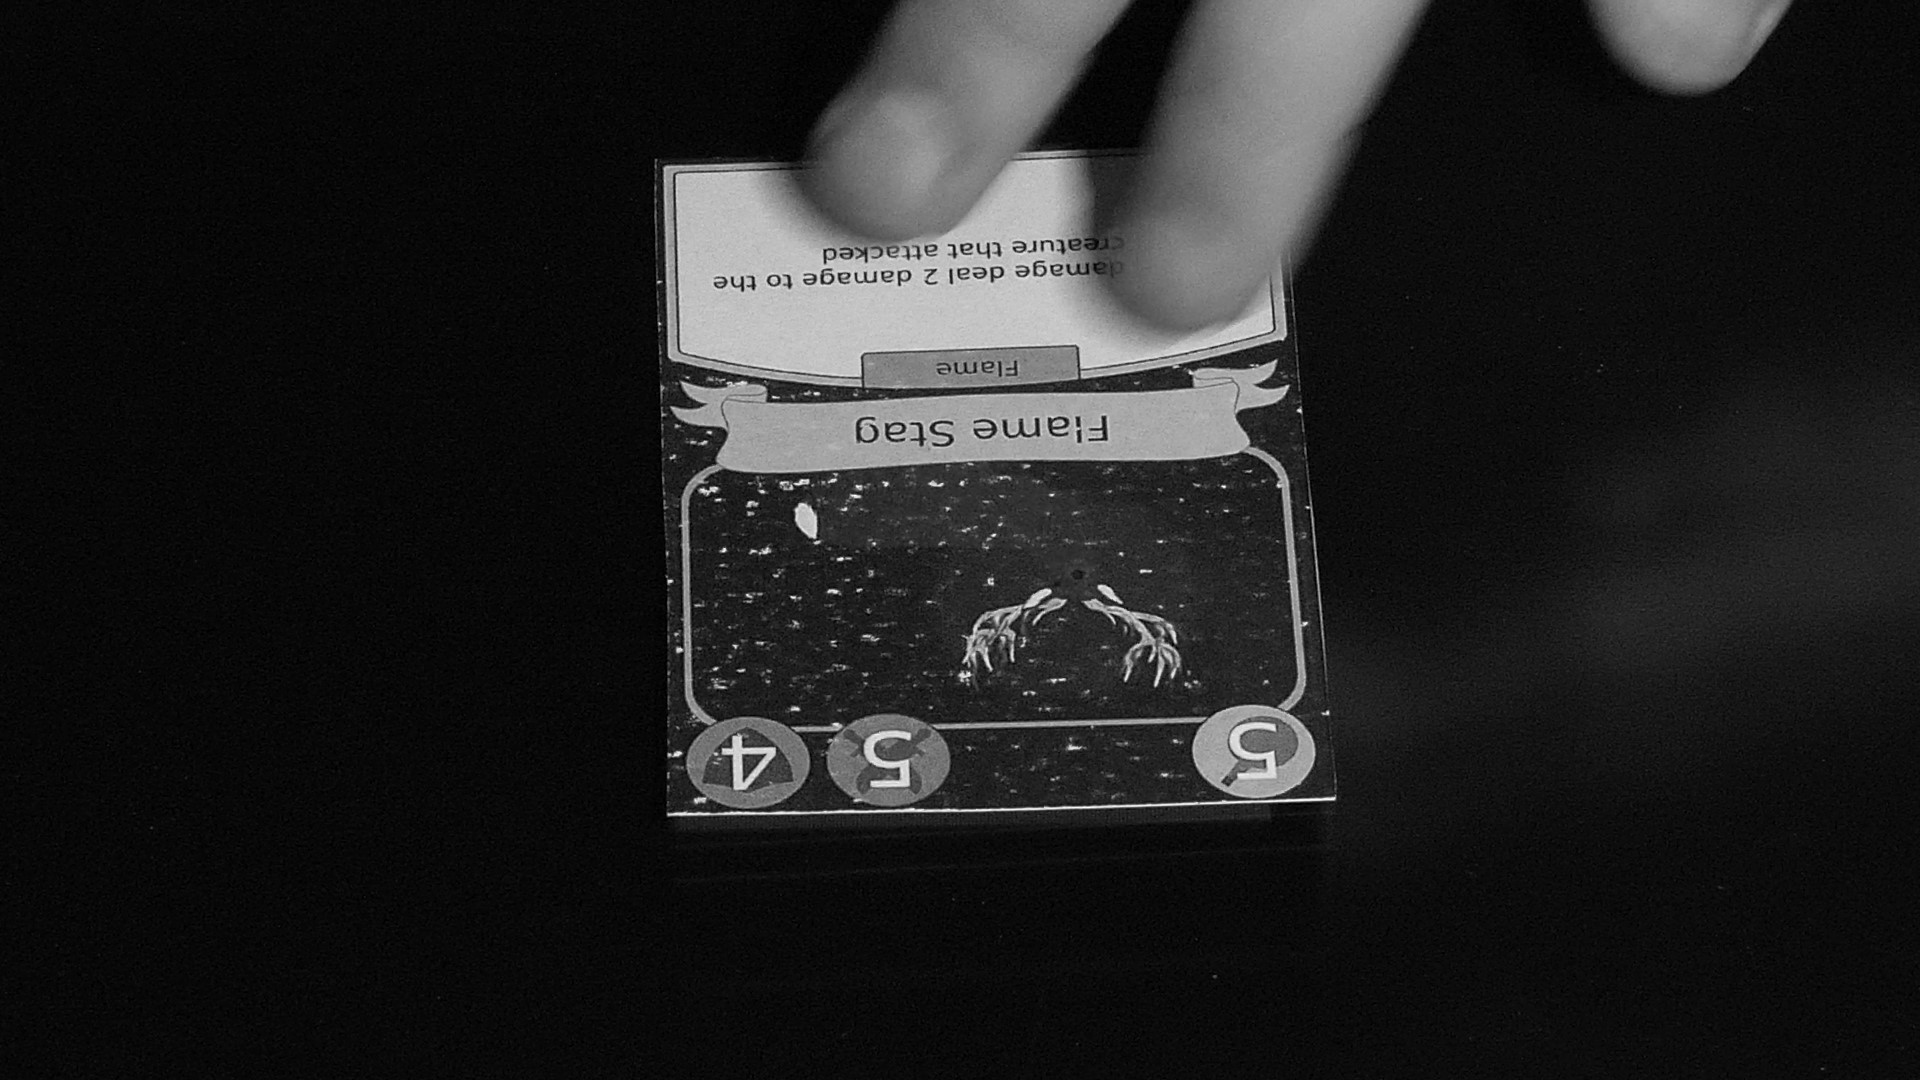 5 5 4
Flame Stag
Flame
damage deal 2 damage to the
creature that attacked